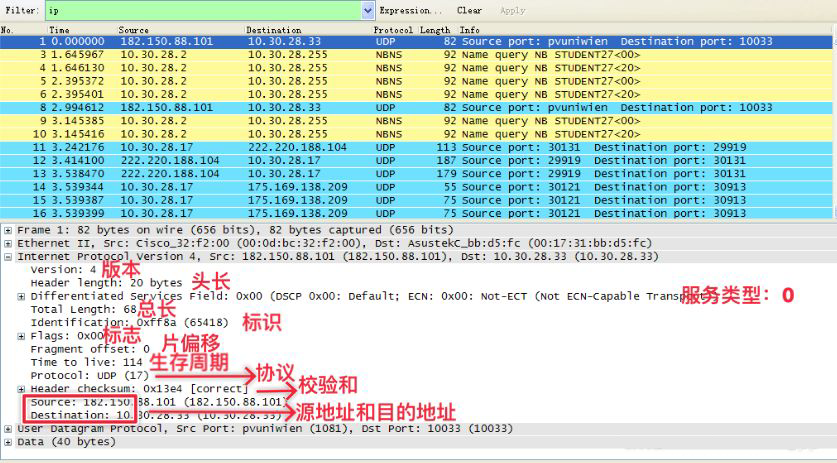 Filter: ip Expression... Clear Apply
No. Time Source Destination Protocol Length Info
1 0.000000 182.150.88.101 10.30.28.33 UDP 82 Source port: pvuniwien Destination port: 10033
3 1.645967 10.30.28.2 10.30.28.255 NBNS 92 Name query NB STUDENT27<00>
4 1.646130 10.30.28.2 10.30.28.255 NBNS 92 Name query NB STUDENT27<20>
5 2.395372 10.30.28.2 10.30.28.255 NBNS 92 Name query NB STUDENT27<00>
6 2.395401 10.30.28.2 10.30.28.255 NBNS 92 Name query NB STUDENT27<20>
8 2.994612 182.150.88.101 10.30.28.33 UDP 82 Source port: pvuniwien Destination port: 10033
9 3.145385 10.30.28.2 10.30.28.255 NBNS 92 Name query NB STUDENT27<00>
10 3.145416 10.30.28.2 10.30.28.255 NBNS 92 Name query NB STUDENT27<20>
11 3.242176 10.30.28.17 222.220.188.104 UDP 113 Source port: 30131 Destination port: 29919
12 3.414100 222.220.188.104 10.30.28.17 UDP 187 Source port: 29919 Destination port: 30131
13 3.538470 222.220.188.104 10.30.28.17 UDP 179 Source port: 29919 Destination port: 30131
14 3.539344 10.30.28.17 175.169.138.209 UDP 55 Source port: 30121 Destination port: 30913
15 3.539387 10.30.28.17 175.169.138.209 UDP 75 Source port: 30121 Destination port: 30913
16 3.539399 10.30.28.17 175.169.138.209 UDP 75 Source port: 30121 Destination port: 30913
Frame 1: 82 bytes on wire (656 bits), 82 bytes captured (656 bits)
Ethernet II, Src: Cisco_32:f2:00 (00:0d:bc:32:f2:00), Dst: AsustekC_bb:d5:fc (00:17:31:bb:d5:fc)
Internet Protocol Version 4, Src: 182.150.88.101 (182.150.88.101), Dst: 10.30.28.33 (10.30.28.33)
Version: 4 版本
Header length: 20 bytes 头长
Differentiated Services Field: 0x00 (DSCP 0x00: Default; ECN: 0x00: Not-ECT (Not ECN-Capable Transport)) 服务类型：0
Total Length: 68 总长
Identification: 0xff8a (65418) 标识
Flags: 0x00 标志
Fragment offset: 0 片偏移
Time to live: 114 生存周期
Protocol: UDP (17) 协议
Header checksum: 0x13e4 [correct] 校验和
Source: 182.150.88.101 (182.150.88.101)
Destination: 10.30.28.33 (10.30.28.33) 源地址和目的地址
User Datagram Protocol, Src Port: pvuniwien (1081), Dst Port: 10033 (10033)
Data (40 bytes)